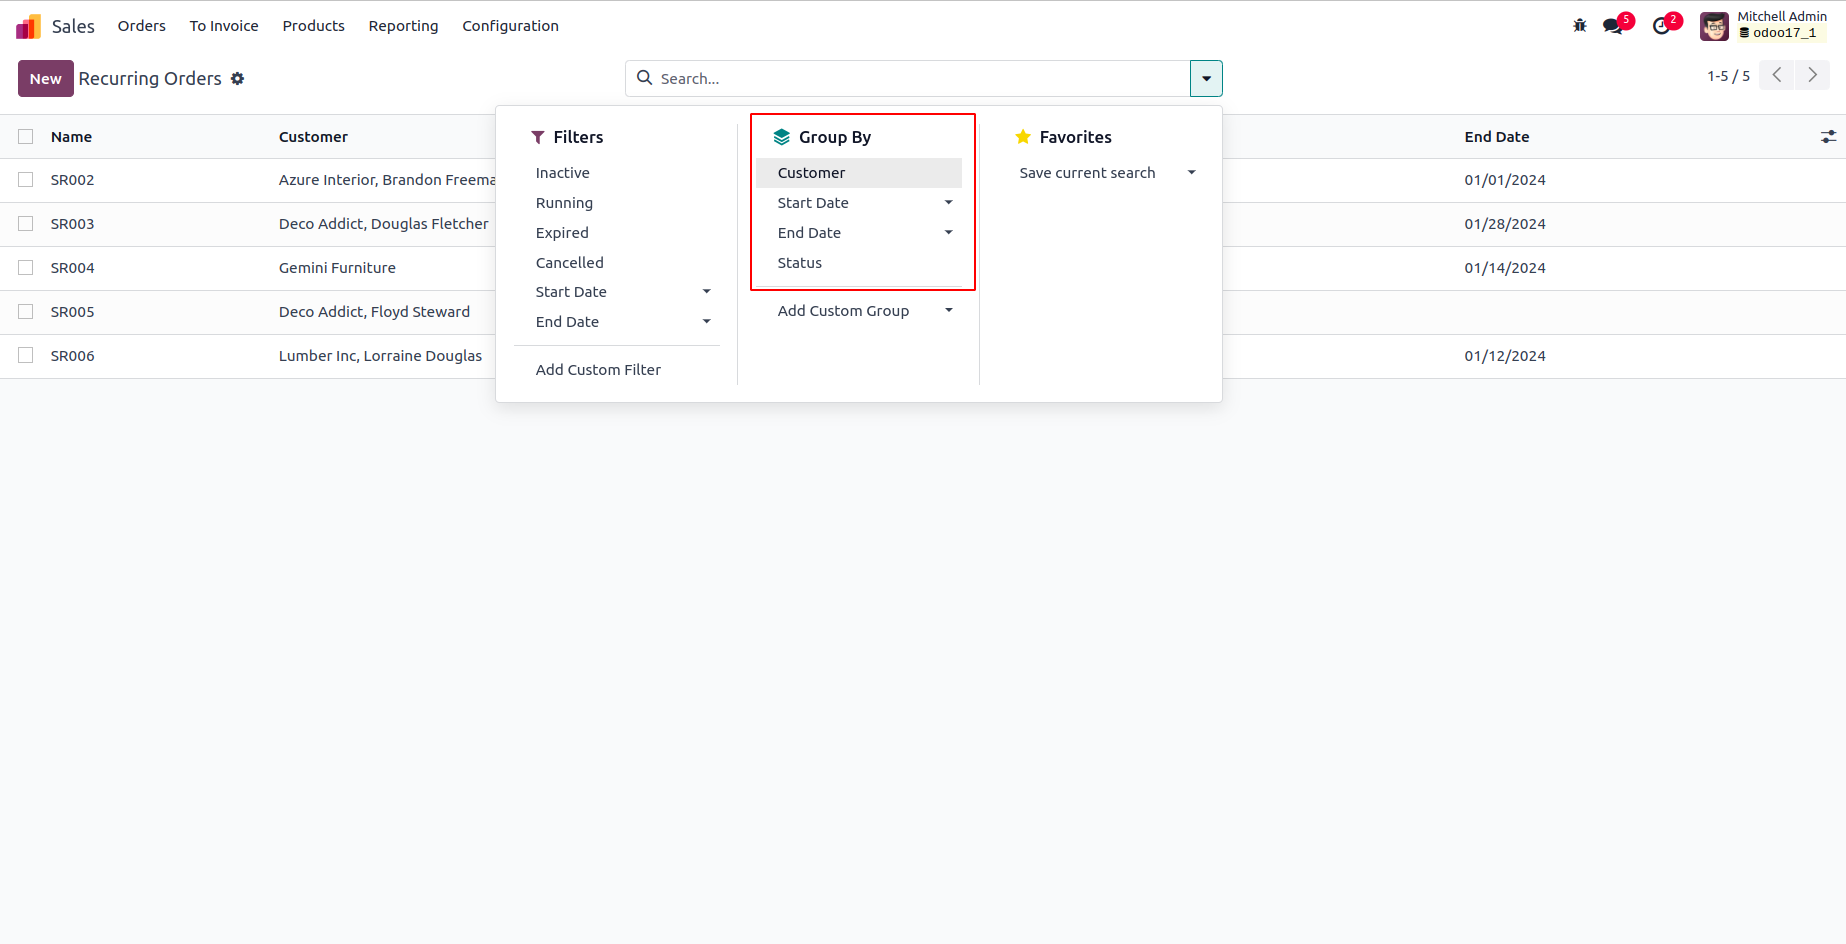 Sales Orders To Invoice Products Reporting Configuration 5 2 Mitchell Admin
odoo17_1
New Recurring Orders Search... 1-5 / 5
Name Customer End Date
SR002 Azure Interior, Brandon Freema 01/01/2024
SR003 Deco Addict, Douglas Fletcher 01/28/2024
SR004 Gemini Furniture 01/14/2024
SR005 Deco Addict, Floyd Steward
SR006 Lumber Inc, Lorraine Douglas 01/12/2024
Filters
Inactive
Running
Expired
Cancelled
Start Date
End Date
Add Custom Filter
Group By
Customer
Start Date
End Date
Status
Add Custom Group
Favorites
Save current search